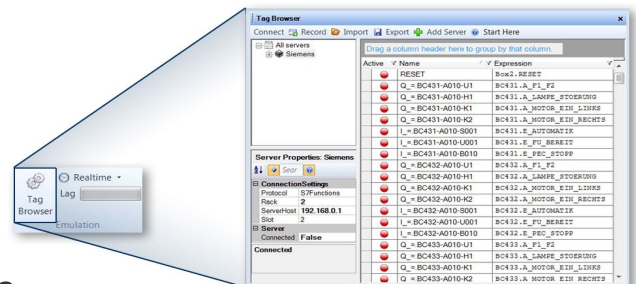 Tag Browser
Connect Record Import Export Add Server Start Here
All servers
Siemens
Drag a column header here to group by that column.
Active Name Expression
RESET Box2.RESET
Q_=.BC431-A010-U1 BC431.A_F1_F2
Q_=.BC431-A010-H1 BC431.A_LAMPE_STOERUNG
Q_=.BC431-A010-K1 BC431.A_MOTOR_EIN_LINKS
Q_=.BC431-A010-K2 BC431.A_MOTOR_EIN_RECHTS
I_=.BC431-A010-S001 BC431.E_AUTOMATIK
I_=.BC431-A010-U001 BC431.E_FU_BEREIT
I_=.BC431-A010-B010 BC431.E_PEC_STOPP
Q_=.BC432-A010-U1 BC432.A_F1_F2
Q_=.BC432-A010-H1 BC432.A_LAMPE_STOERUNG
Q_=.BC432-A010-K1 BC432.A_MOTOR_EIN_LINKS
Q_=.BC432-A010-K2 BC432.A_MOTOR_EIN_RECHTS
I_=.BC432-A010-S001 BC432.E_AUTOMATIK
I_=.BC432-A010-U001 BC432.E_FU_BEREIT
I_=.BC432-A010-B010 BC432.E_PEC_STOPP
Q_=.BC433-A010-U1 BC433.A_F1_F2
Q_=.BC433-A010-H1 BC433.A_LAMPE_STOERUNG
Q_=.BC433-A010-K1 BC433.A_MOTOR_EIN_LINKS
Q_=.BC433-A010-K2 BC433.A_MOTOR_EIN_RECHTS
Server Properties: Siemens
Sear
ConnectionSettings
Protocol S7Functions
Rack 2
ServerHost 192.168.0.1
Slot 2
Server
Connected False
Connected
Tag Browser
Realtime
Lag
Emulation